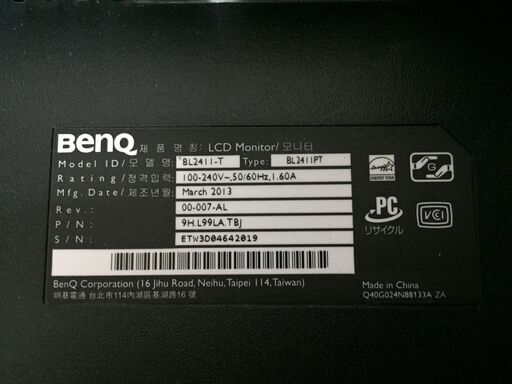 BenQ 제 품 명 칭: LCD Monitor/ 모니터
Model ID/ 모 델 명: BL2411-T Type: BL2411PT
Rating/정격입력: 100-240V~,50/60Hz,1.60A
Mfg.Date/제조년월: March 2013
Rev.: 00-007-AL
P/N: 9H.L99LA.TBJ
S/N: ETW3D04642019
ENERGY STAR
G
PC
リサイクル
VCCI
BenQ Corporation (16 Jihu Road, Neihu,Taipei 114,Taiwan)
明基電通 台北市114內湖區基湖路16 號
Made in China
Q40G024N88133A ZA